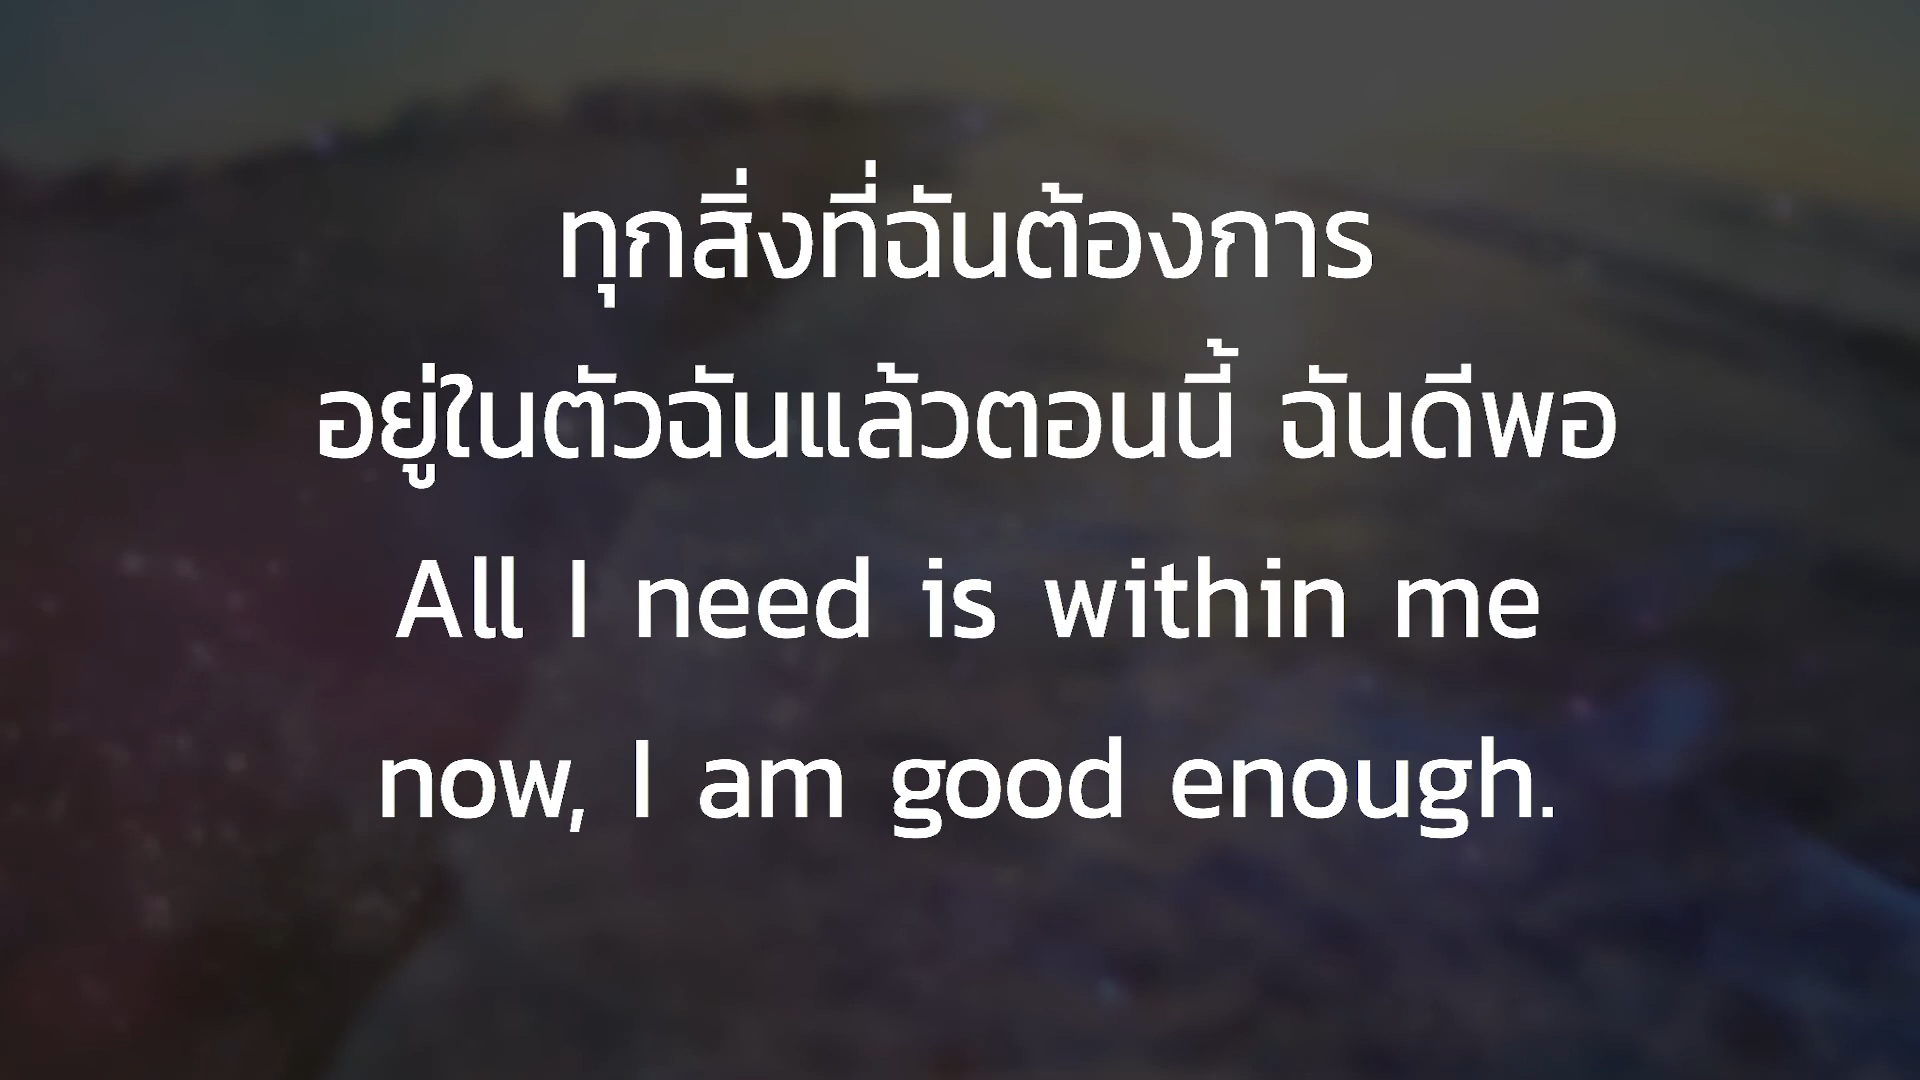 ทุกสิ่งที่ฉันต้องการ
อยู่ในตัวฉันแล้วตอนนี้ ฉันดีพอ
All I need is within me
now, I am good enough.